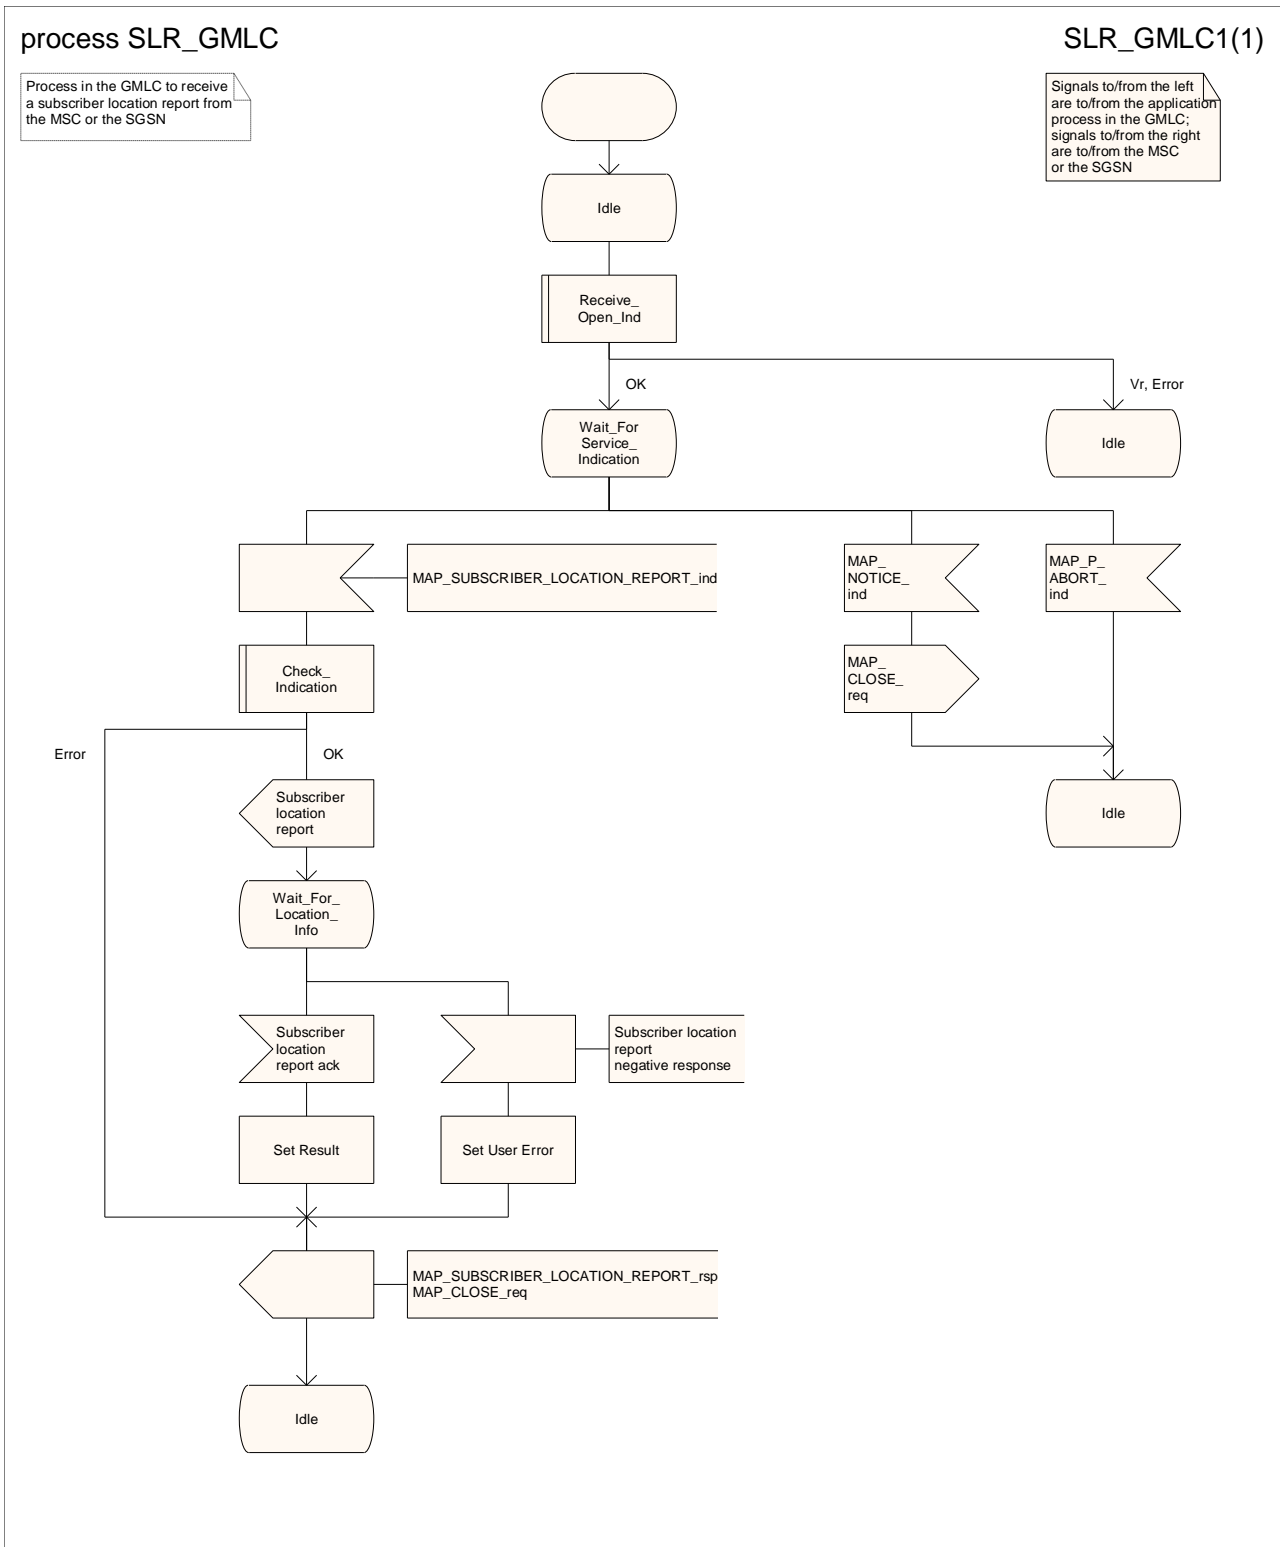 process SLR_GMLC
SLR_GMLC1(1)
Process in the GMLC to receive
a subscriber location report from
the MSC or the SGSN
Signals to/from the left
are to/from the application
process in the GMLC;
signals to/from the right
are to/from the MSC
or the SGSN
Idle
Receive_
Open_Ind
OK
Vr, Error
Wait_For
Service_
Indication
Idle
MAP_SUBSCRIBER_LOCATION_REPORT_ind
MAP_
NOTICE_
ind
MAP_P_
ABORT_
ind
Check_
Indication
MAP_
CLOSE_
req
Error
OK
Subscriber
location
report
Idle
Wait_For_
Location_
Info
Subscriber
location
report ack
Subscriber location
report
negative response
Set Result
Set User Error
MAP_SUBSCRIBER_LOCATION_REPORT_rsp
MAP_CLOSE_req
Idle